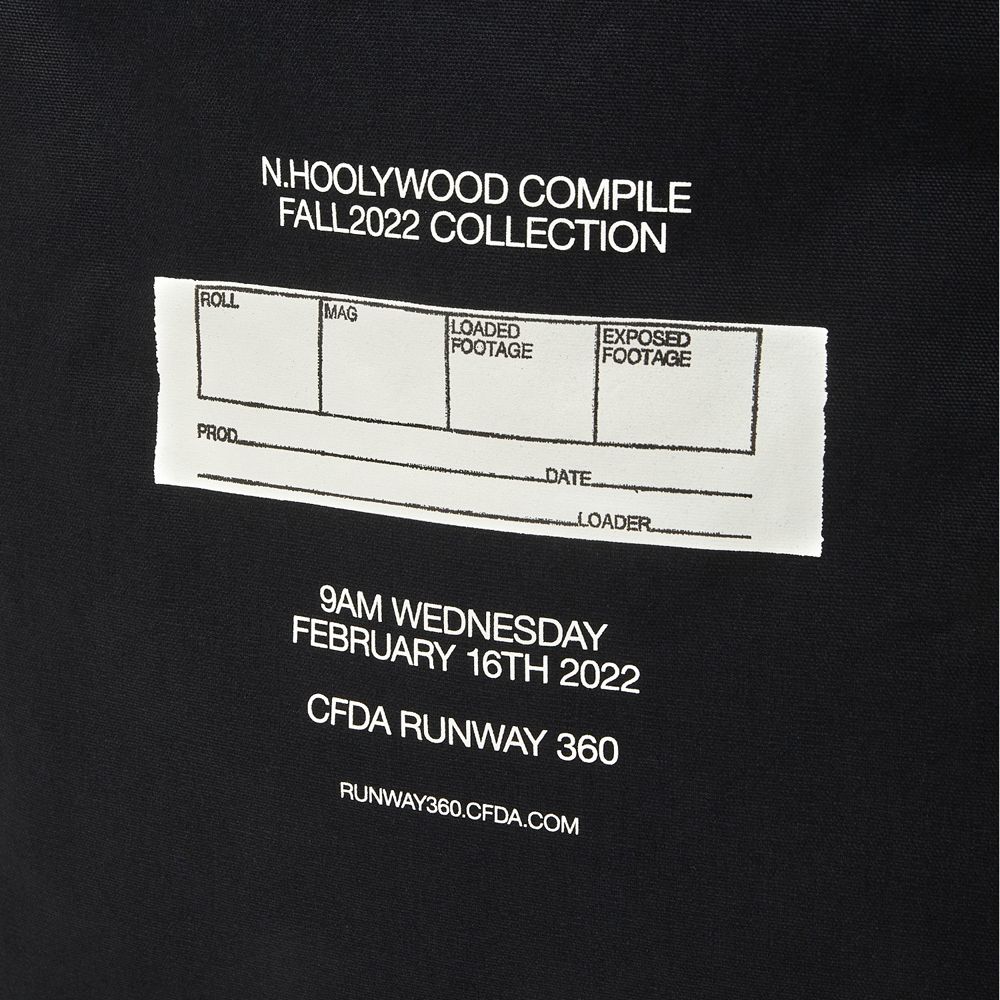 N.HOOLYWOOD COMPILE
FALL2022 COLLECTION
ROLL
MAG
LOADED
FOOTAGE
EXPOSED
FOOTAGE
PROD
DATE
LOADER
9AM WEDNESDAY
FEBRUARY 16TH 2022
CFDA RUNWAY 360
RUNWAY360.CFDA.COM